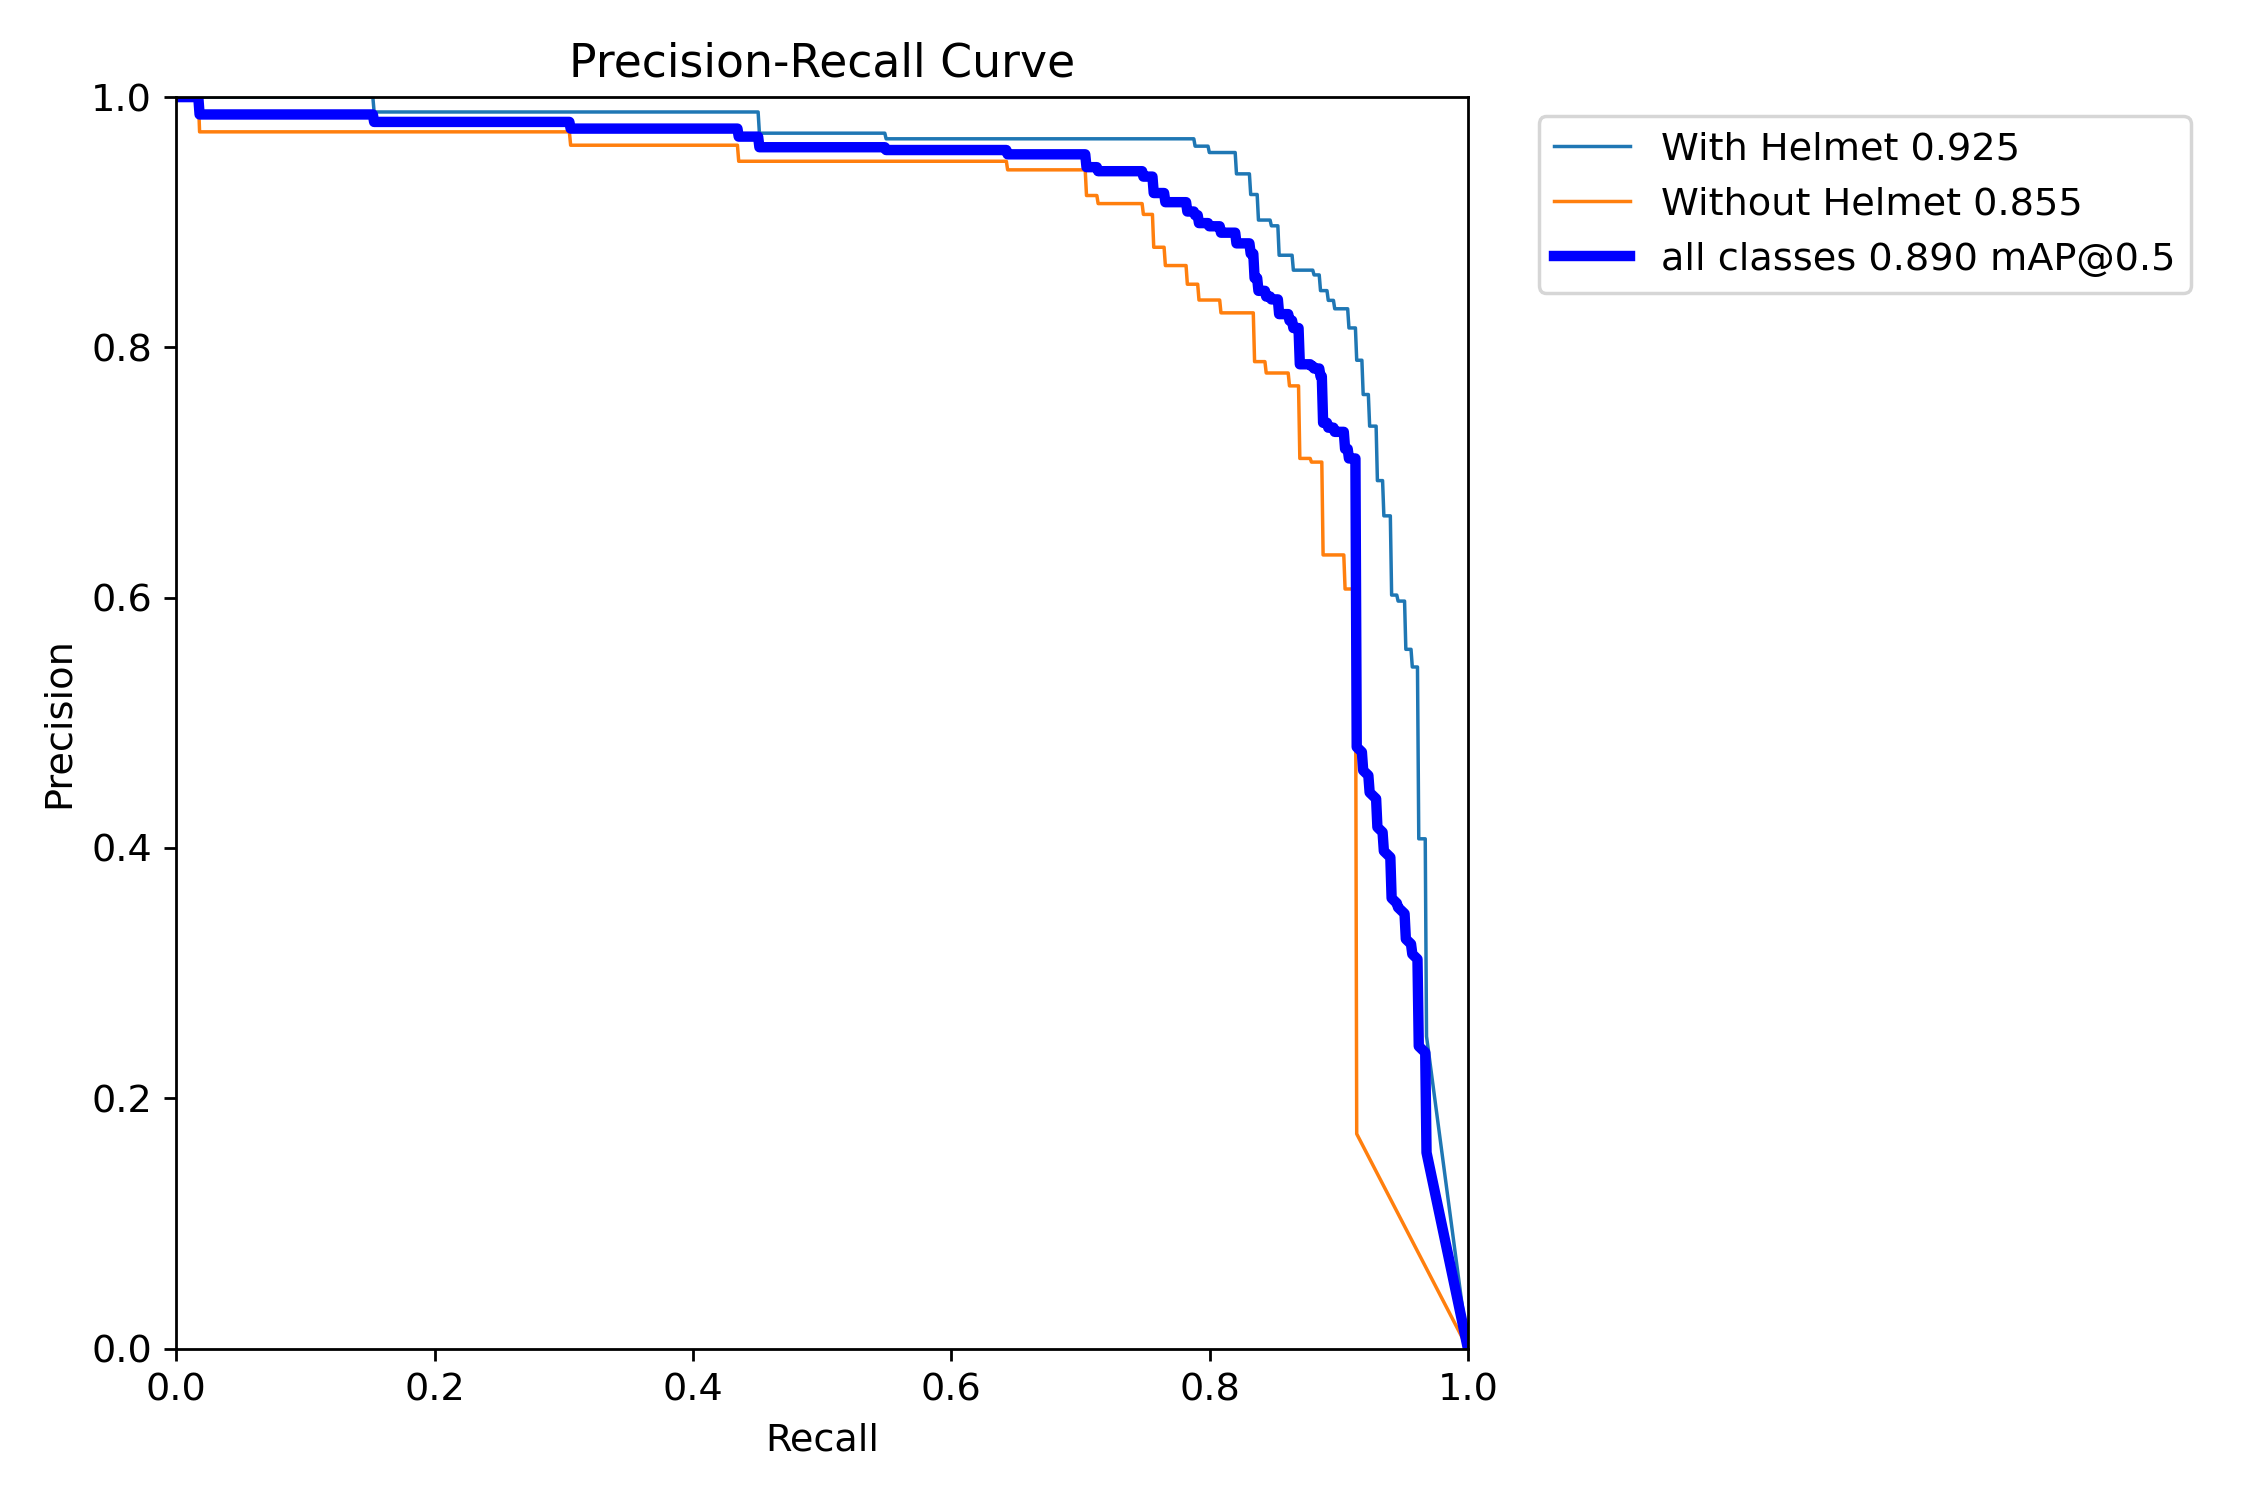 Precision-Recall Curve
With Helmet 0.925
Without Helmet 0.855
all classes 0.890 mAP@0.5
1.0
0.8
0.6
0.4
0.2
0.0
Precision
0.0 0.2 0.4 0.6 0.8 1.0
Recall